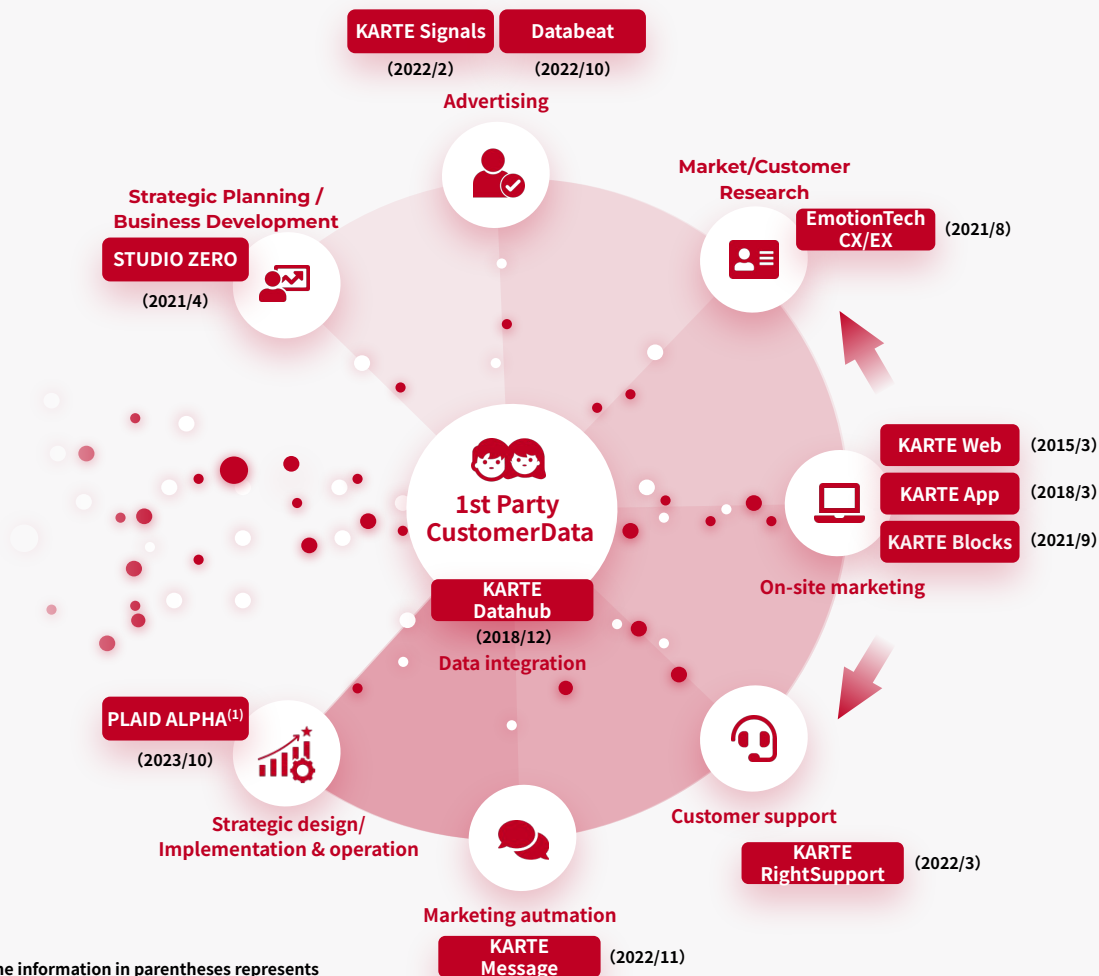 KARTE Signals
Databeat
（2022/2）
（2022/10）
Advertising
Market/Customer
Research
EmotionTech
CX/EX
（2021/8）
Strategic Planning /
Business Development
STUDIO ZERO
（2021/4）
KARTE Web
（2015/3）
KARTE App
（2018/3）
KARTE Blocks
（2021/9）
On-site marketing
1st Party
CustomerData
KARTE
Datahub
（2018/12）
Data integration
PLAID ALPHA(1)
（2023/10）
Strategic design/
Implementation & operation
Customer support
KARTE
RightSupport
（2022/3）
Marketing autmation
KARTE
Message
（2022/11）
information in parentheses represents